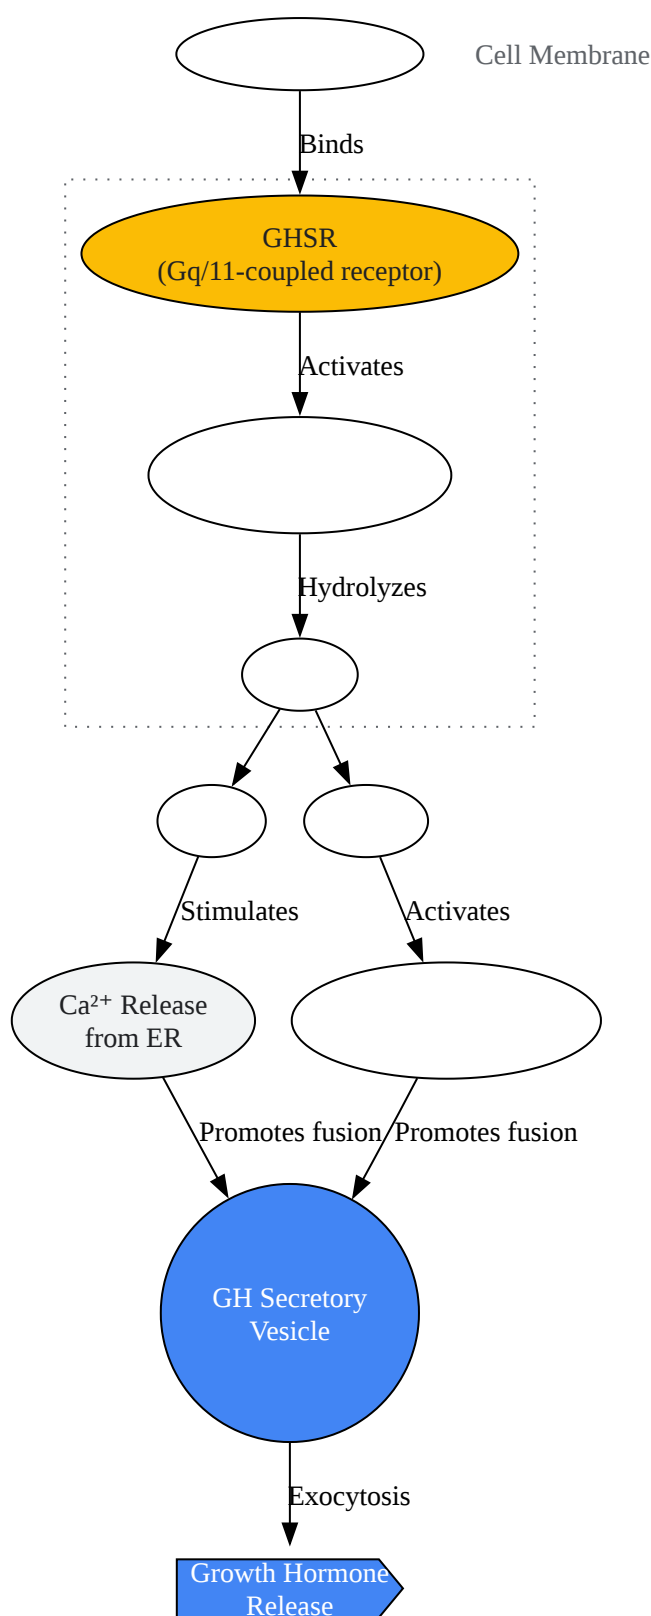 Cell Membrane
Binds
GHSR
(Gq/11-coupled receptor)
Activates
Hydrolyzes
Stimulates
Activates
Ca²⁺ Release
from ER
Promotes fusion
Promotes fusion
GH Secretory
Vesicle
Exocytosis
Growth Hormone
Release